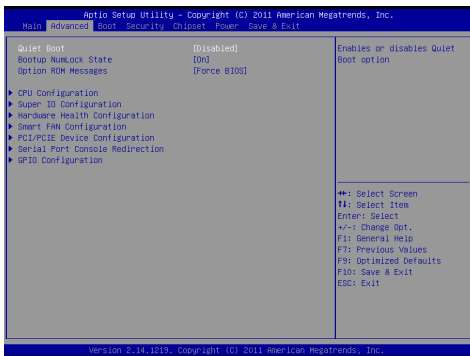 Aptio Setup Utility – Copyright (C) 2011 American Megatrends, Inc.
Main Advanced Boot Security Chipset Power Save & Exit
Quiet Boot [Disabled]
Bootup NumLock State [On]
Option ROM Messages [Force BIOS]
▶ CPU Configuration
▶ Super IO Configuration
▶ Hardware Health Configuration
▶ Smart FAN Configuration
▶ PCI/PCIE Device Configuration
▶ Serial Port Console Redirection
▶ GPIO Configuration
Enables or disables Quiet
Boot option
→←: Select Screen
↑↓: Select Item
Enter: Select
+/-: Change Opt.
F1: General Help
F7: Previous Values
F9: Optimized Defaults
F10: Save & Exit
ESC: Exit
Version 2.14.1219. Copyright (C) 2011 American Megatrends, Inc.